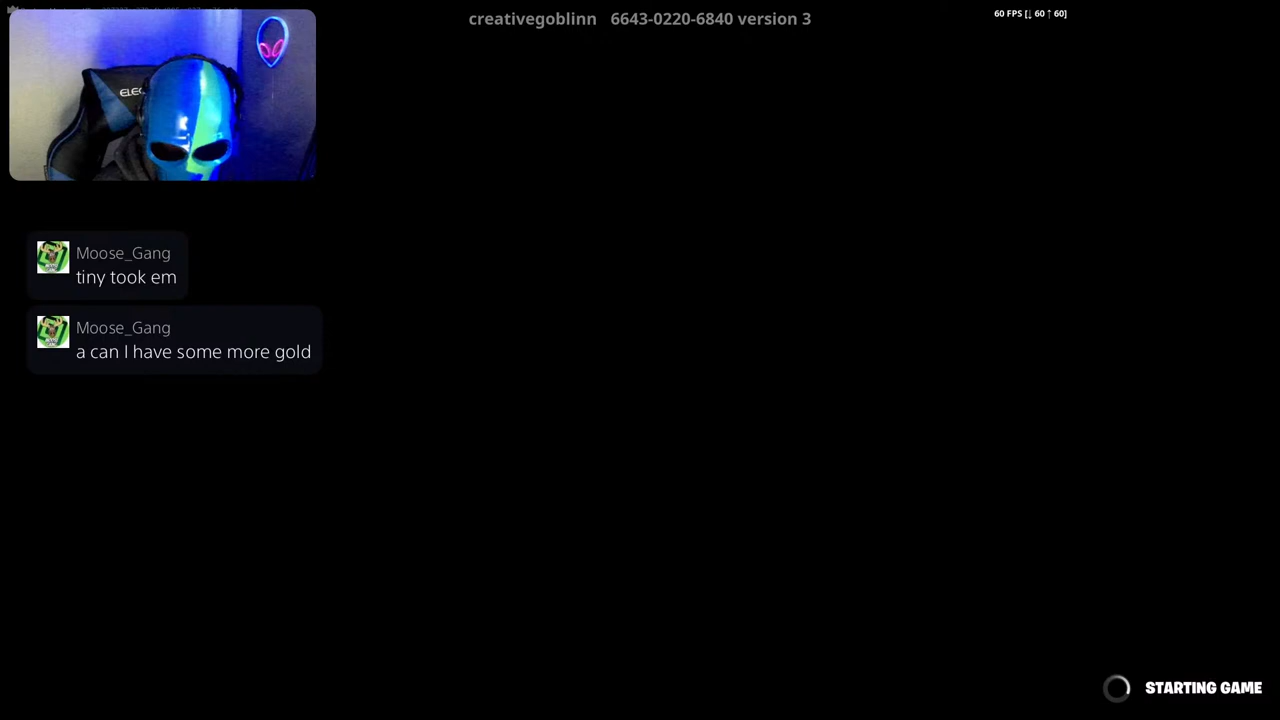 creativegoblinn 6643-0220-6840 version 3
60 FPS [↓ 60 ↑ 60]
Moose_Gang
tiny took em
Moose_Gang
a can I have some more gold
STARTING GAME